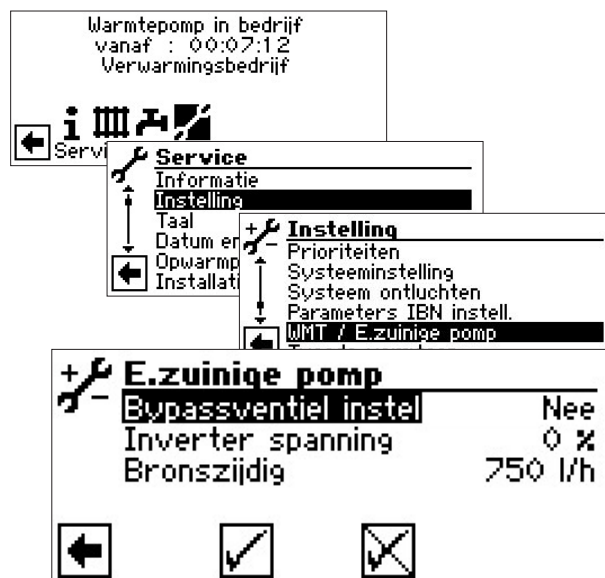 Warmtepomp in bedrijf
vanaf : 00:07:12
Verwarmingsbedrijf
Servi
Service
Informatie
Instelling
Taal
Datum en
Opwarmp
Installati
Instelling
Prioriteiten
Systeeminstelling
Systeem ontluchten
Parameters IBN instell.
WMT / E.zuinige pomp
E.zuinige pomp
Bypassventiel instel Nee
Inverter spanning 0 %
Bronszijdig 750 l/h